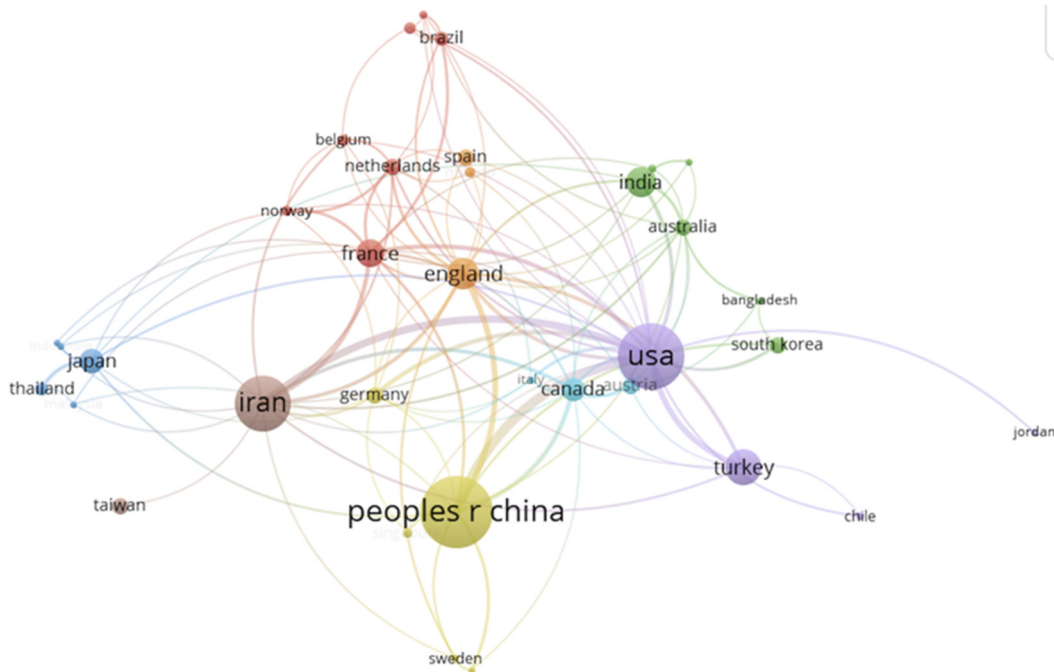 brazil
belgium
netherlands
spain
india
norway
australia
france
england
bangladesh
south korea
usa
japan
thailand
italy
canada
austria
germany
iran
malaysia
jordan
turkey
taiwan
peoples r china
chile
sweden